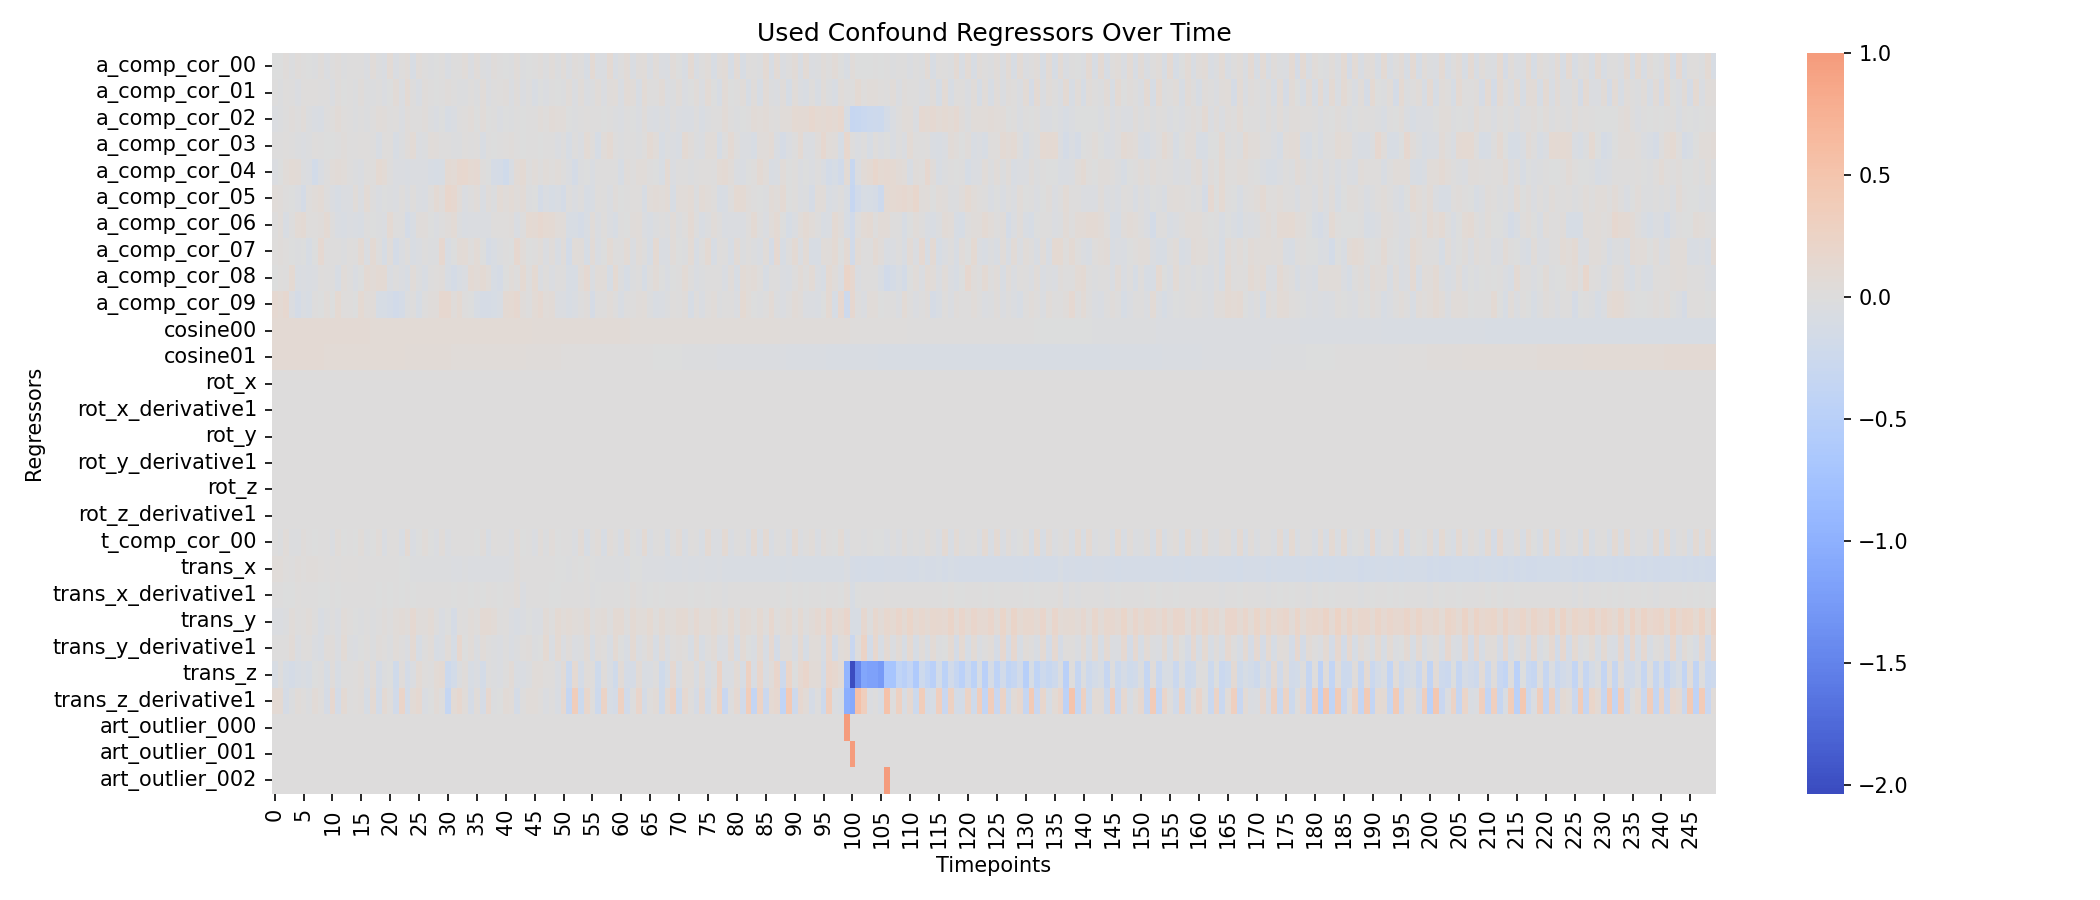 Used Confound Regressors Over Time
a_comp_cor_00
a_comp_cor_01
a_comp_cor_02
a_comp_cor_03
a_comp_cor_04
a_comp_cor_05
a_comp_cor_06
a_comp_cor_07
a_comp_cor_08
a_comp_cor_09
cosine00
cosine01
rot_x
rot_x_derivative1
rot_y
rot_y_derivative1
rot_z
rot_z_derivative1
t_comp_cor_00
trans_x
trans_x_derivative1
trans_y
trans_y_derivative1
trans_z
trans_z_derivative1
art_outlier_000
art_outlier_001
art_outlier_002
Regressors
0 5 10 15 20 25 30 35 40 45 50 55 60 65 70 75 80 85 90 95 100 105 110 115 120 125 130 135 140 145 150 155 160 165 170 175 180 185 190 195 200 205 210 215 220 225 230 235 240 245
Timepoints
1.0
0.5
0.0
−0.5
−1.0
−1.5
−2.0